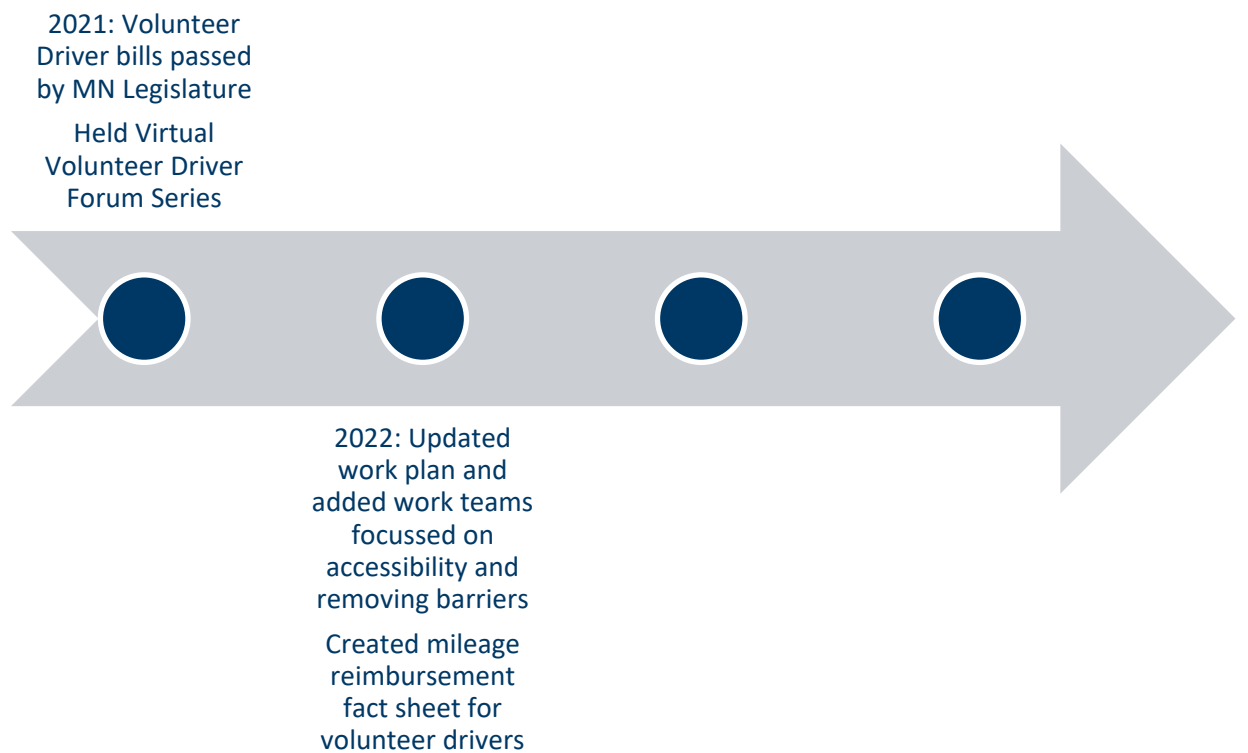 2021: Volunteer
Driver bills passed
by MN Legislature
Held Virtual
Volunteer Driver
Forum Series
2022: Updated
work plan and
added work teams
focussed on
accessibility and
removing barriers
Created mileage
reimbursement
fact sheet for
volunteer drivers